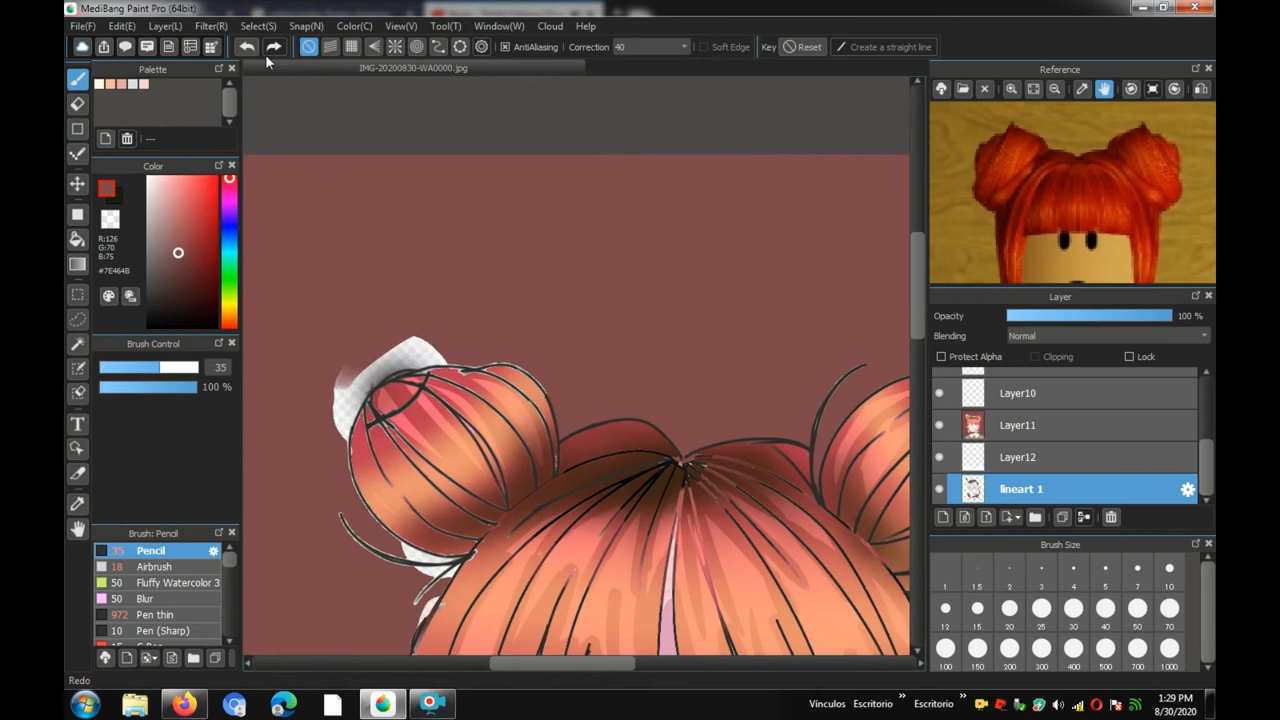 MediBang Paint Pro (64bit)
File(F) Edit(E) Layer(L) Filter(R) Select(S) Snap(N) Color(C) View(V) Tool(T) Window(W) Cloud Help
AntiAliasing Correction 40 Soft Edge Key Reset Create a straight line
Palette
IMG-20200830-WA0000.jpg
Reference
---
Color
R:126
G:70
B:75
#7E464B
Layer
Opacity 100 %
Blending Normal
Protect Alpha Clipping Lock
Brush Control
35
100 %
Layer10
Layer11
Layer12
lineart 1
Brush: Pencil
35 Pencil
18 Airbrush
50 Fluffy Watercolor 3
50 Blur
972 Pen thin
10 Pen (Sharp)
Brush Size
1 1.5 2 3 4 5 7 10
12 15 20 25 30 40 50 70
100 150 200 300 400 500 700 1000
Redo
Vínculos » Escritorio » Escritorio
1:29 PM
8/30/2020